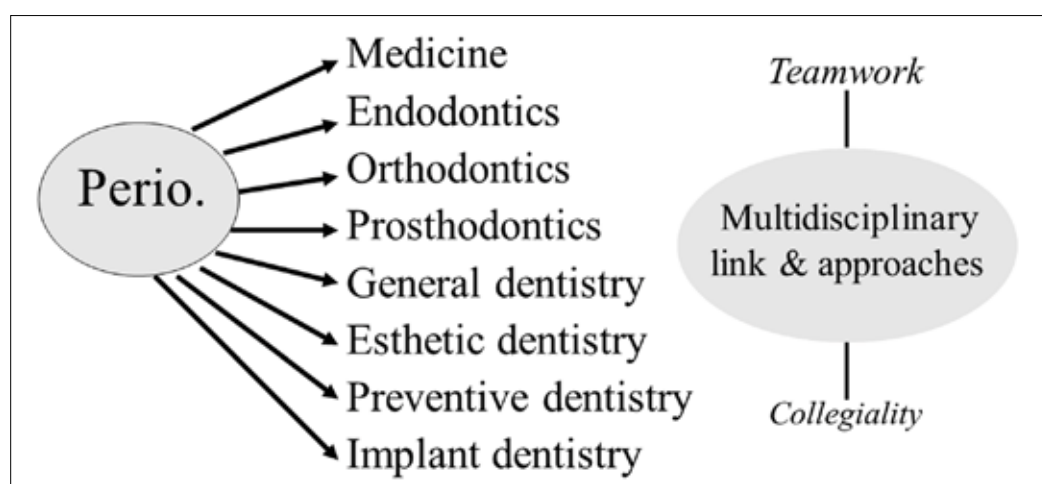 Perio.
Medicine
Endodontics
Orthodontics
Prosthodontics
General dentistry
Esthetic dentistry
Preventive dentistry
Implant dentistry
Teamwork
Multidisciplinary
link & approaches
Collegiality